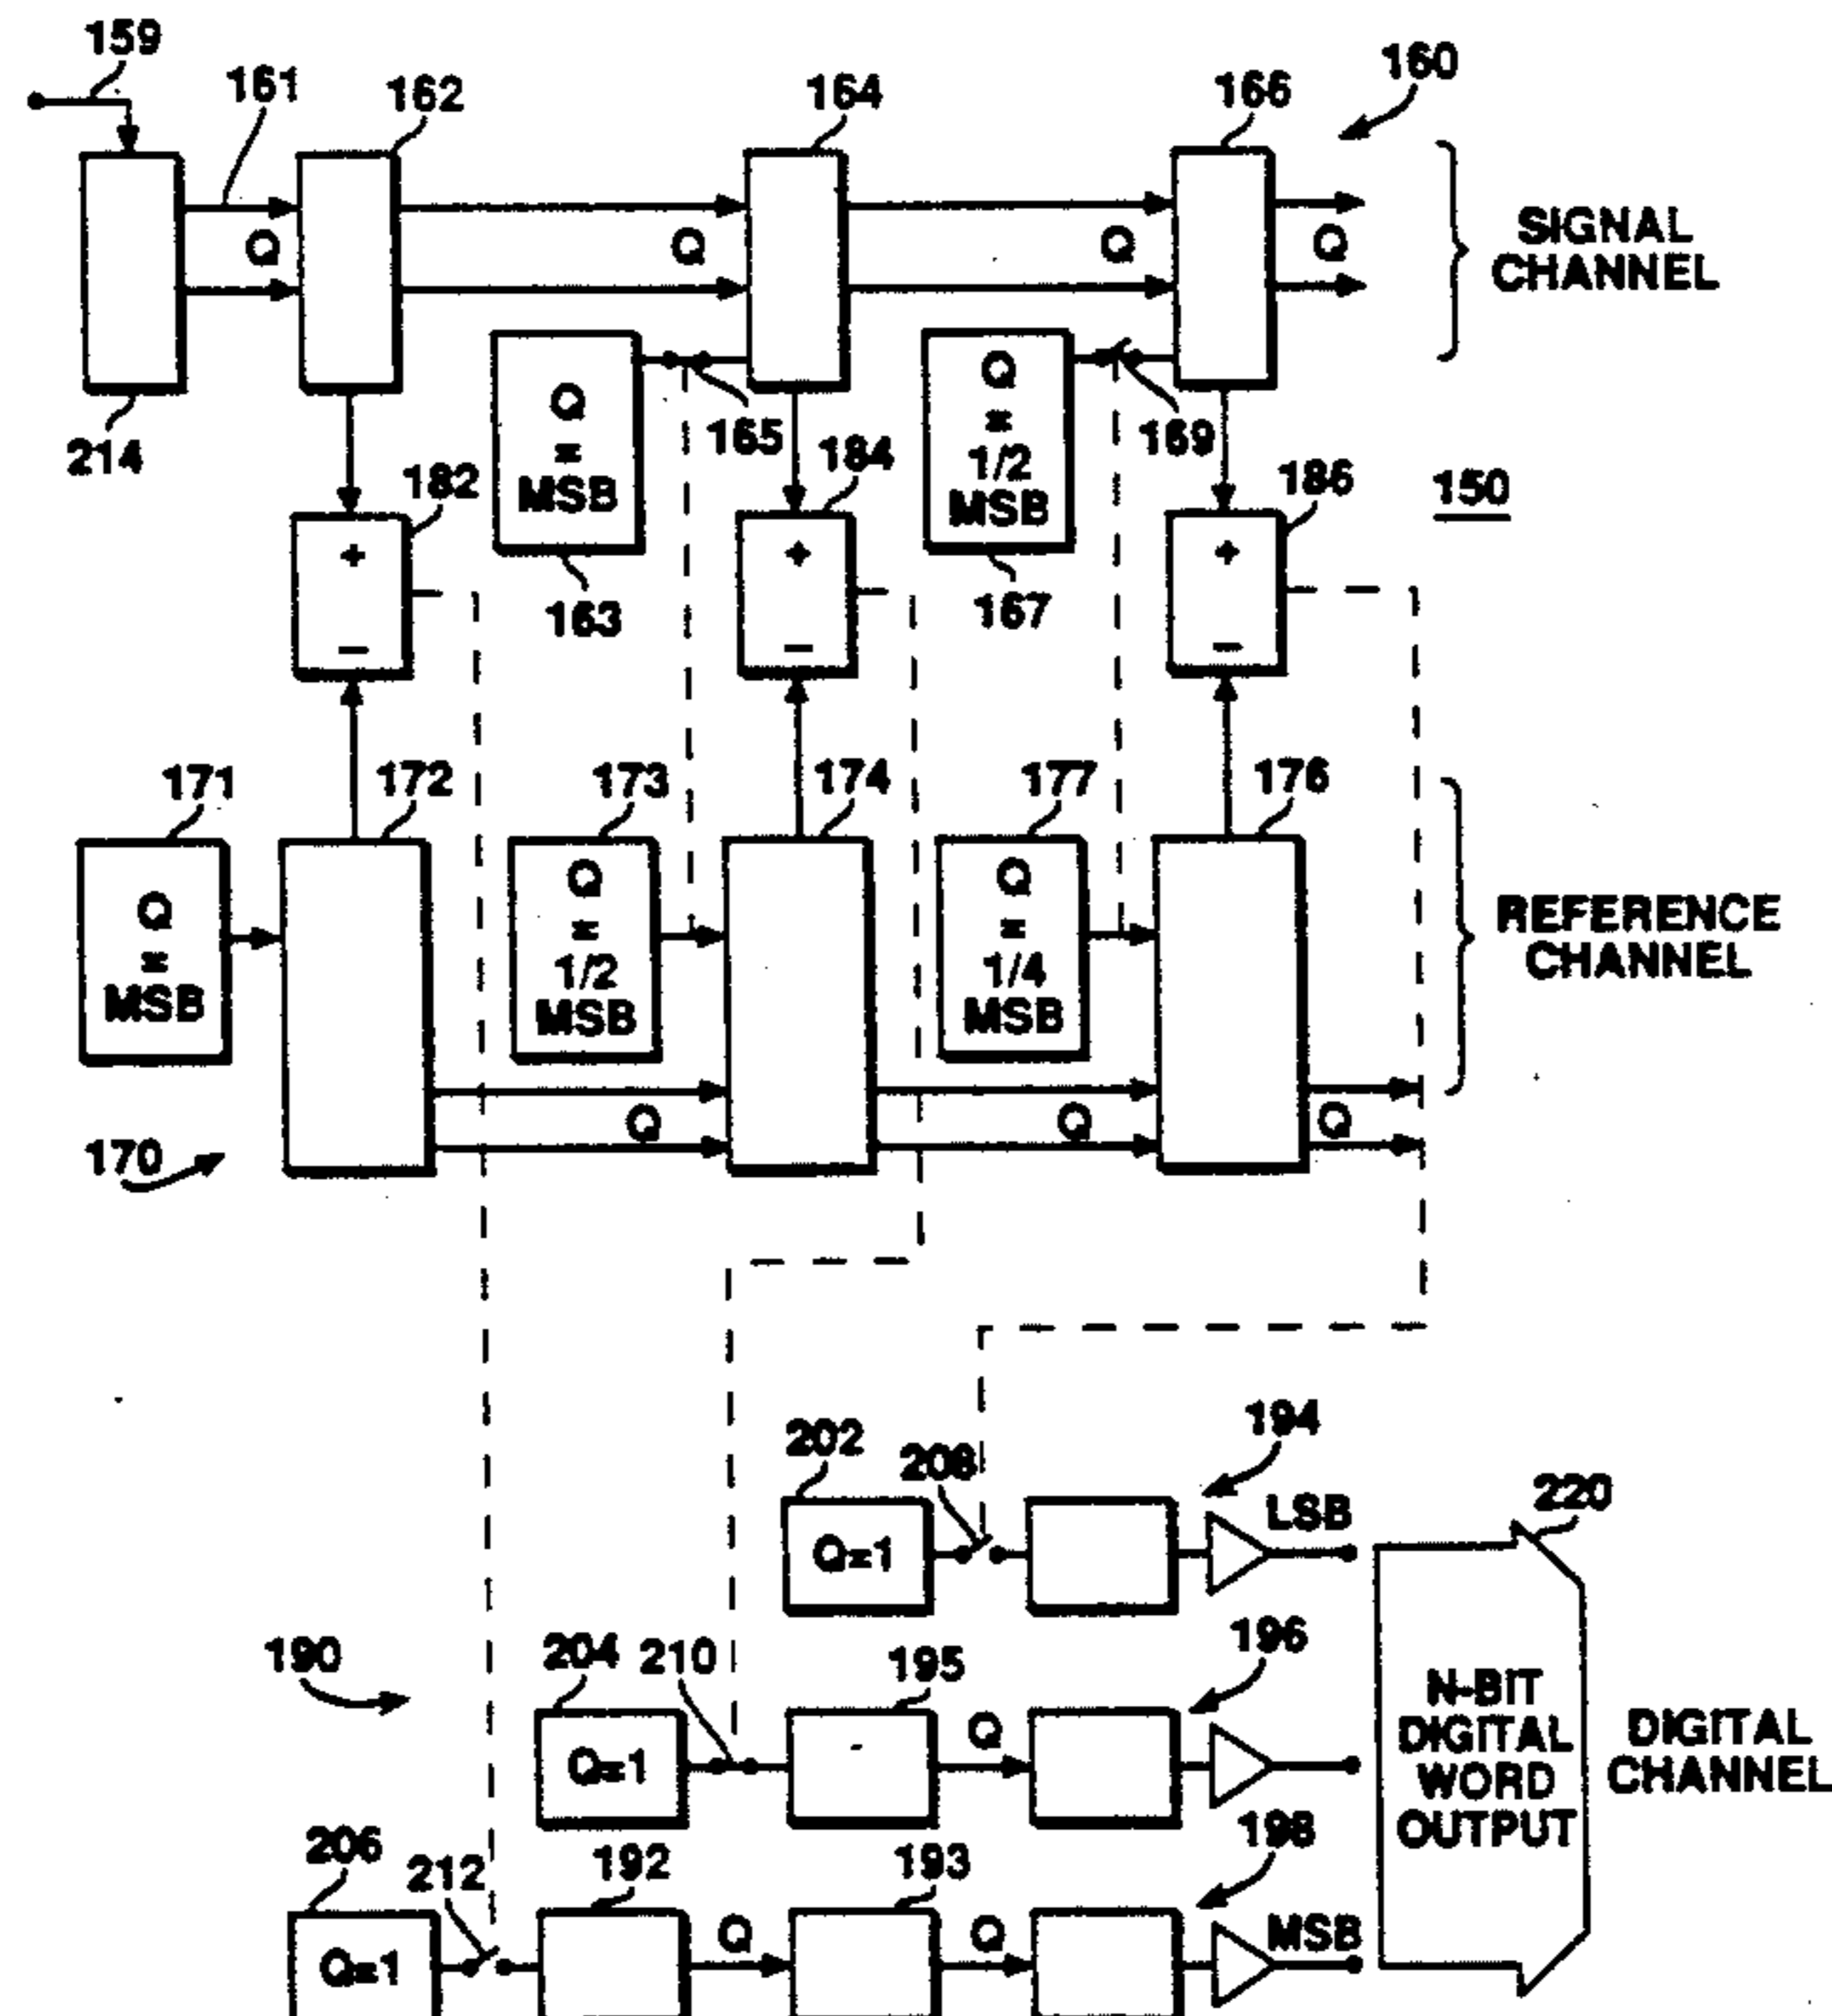 159
161
162
164
166
160
Q
Q
Q
Q
SIGNAL
CHANNEL
214
Q
=
MSB
165
Q
=
1/2
MSB
169
182
184
186
150
+
−
163
+
−
167
+
−
171
172
173
174
177
176
Q
=
MSB
Q
=
1/2
MSB
Q
=
1/4
MSB
REFERENCE
CHANNEL
Q
Q
Q
170
202
208
194
LSB
220
Q=1
190
204
210
195
196
Q=1
Q
N-BIT
DIGITAL
WORD
OUTPUT
DIGITAL
CHANNEL
206
212
192
193
198
Q=1
Q
Q
MSB